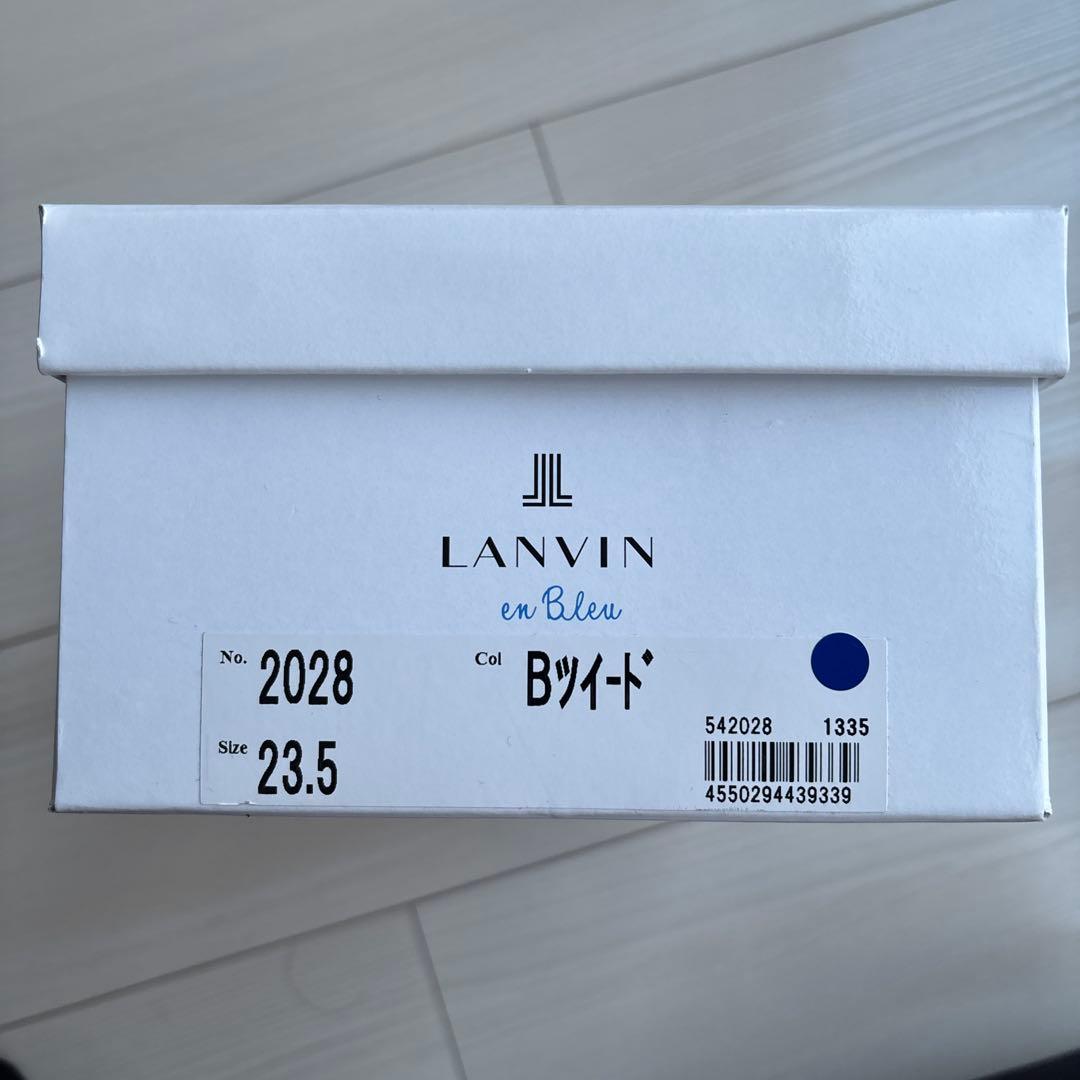 LANVIN
en Bleu
No. 2028 Col Bﾂｲｰﾄﾞ
542028 1335
Size 23.5
4550294439339